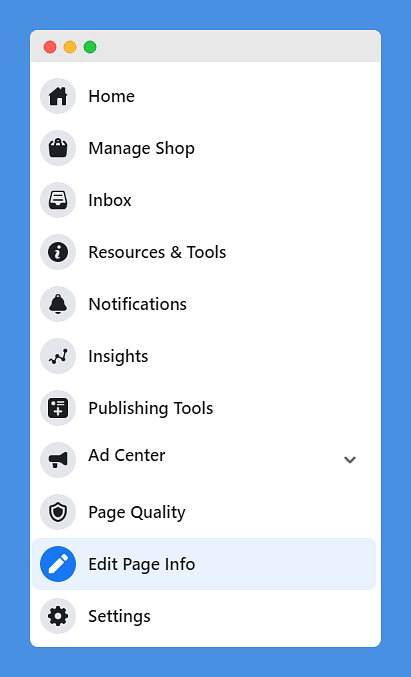 Home
Manage Shop
Inbox
Resources & Tools
Notifications
Insights
Publishing Tools
Ad Center
Page Quality
Edit Page Info
Settings